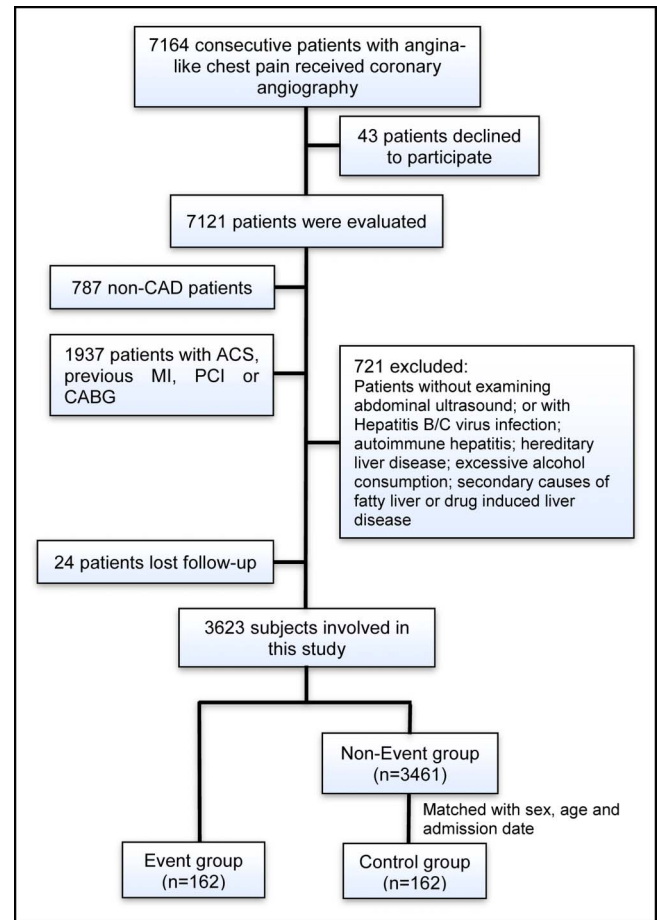 7164 consecutive patients with angina-
like chest pain received coronary
angiography
43 patients declined
to participate
7121 patients were evaluated
787 non-CAD patients
1937 patients with ACS,
previous MI, PCI or
CABG
721 excluded:
Patients without examining
abdominal ultrasound; or with
Hepatitis B/C virus infection;
autoimmune hepatitis; hereditary
liver disease; excessive alcohol
consumption; secondary causes of
fatty liver or drug induced liver
disease
24 patients lost follow-up
3623 subjects involved in
this study
Non-Event group
(n=3461)
Matched with sex, age and
admission date
Event group
(n=162)
Control group
(n=162)